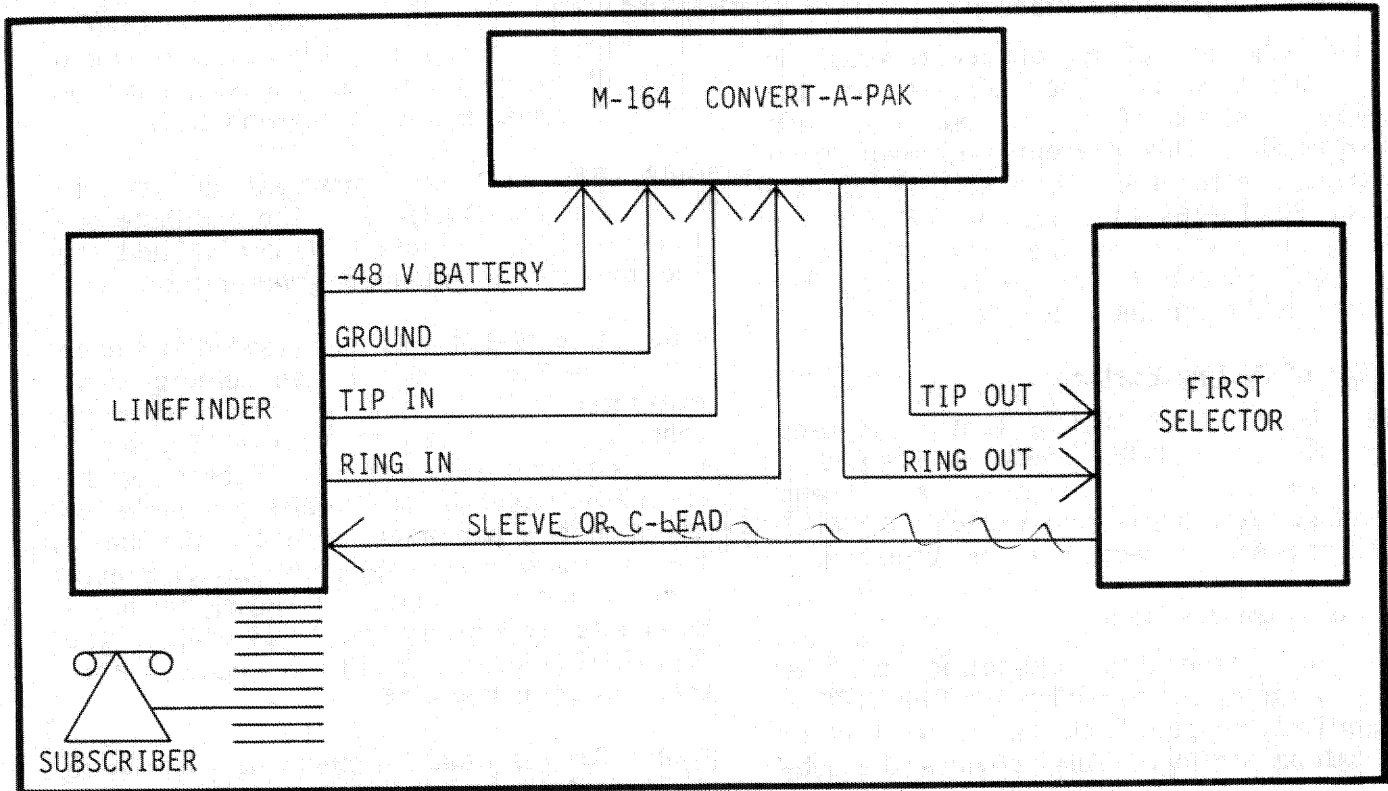 M-164 CONVERT-A-PAK
-48 V BATTERY
GROUND
LINEFINDER
TIP IN
RING IN
TIP OUT
RING OUT
FIRST
SELECTOR
SLEEVE OR C-LEAD
SUBSCRIBER